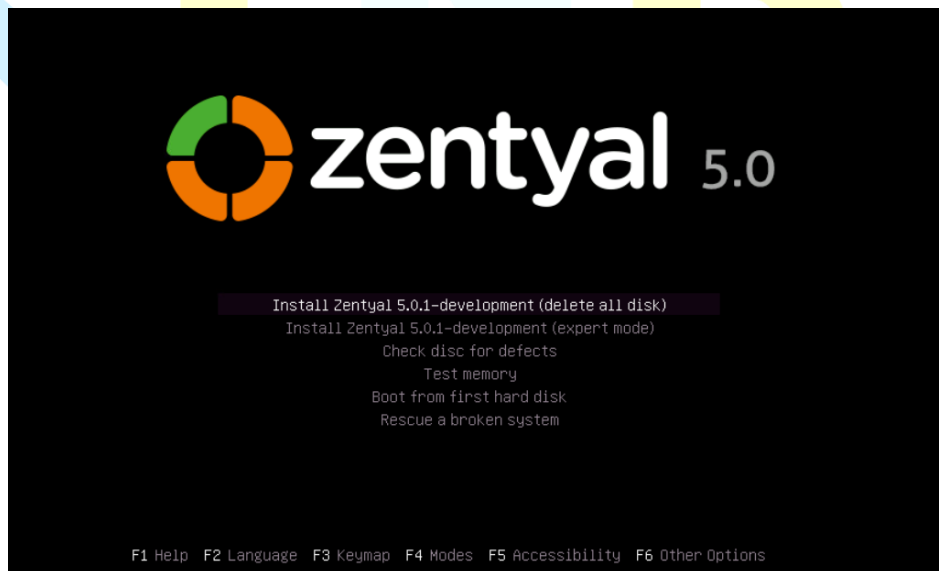 zentyal 5.0
Install Zentyal 5.0.1-development (delete all disk)
Install Zentyal 5.0.1-development (expert mode)
Check disc for defects
Test memory
Boot from first hard disk
Rescue a broken system
F1 Help F2 Language F3 Keymap F4 Modes F5 Accessibility F6 Other Options